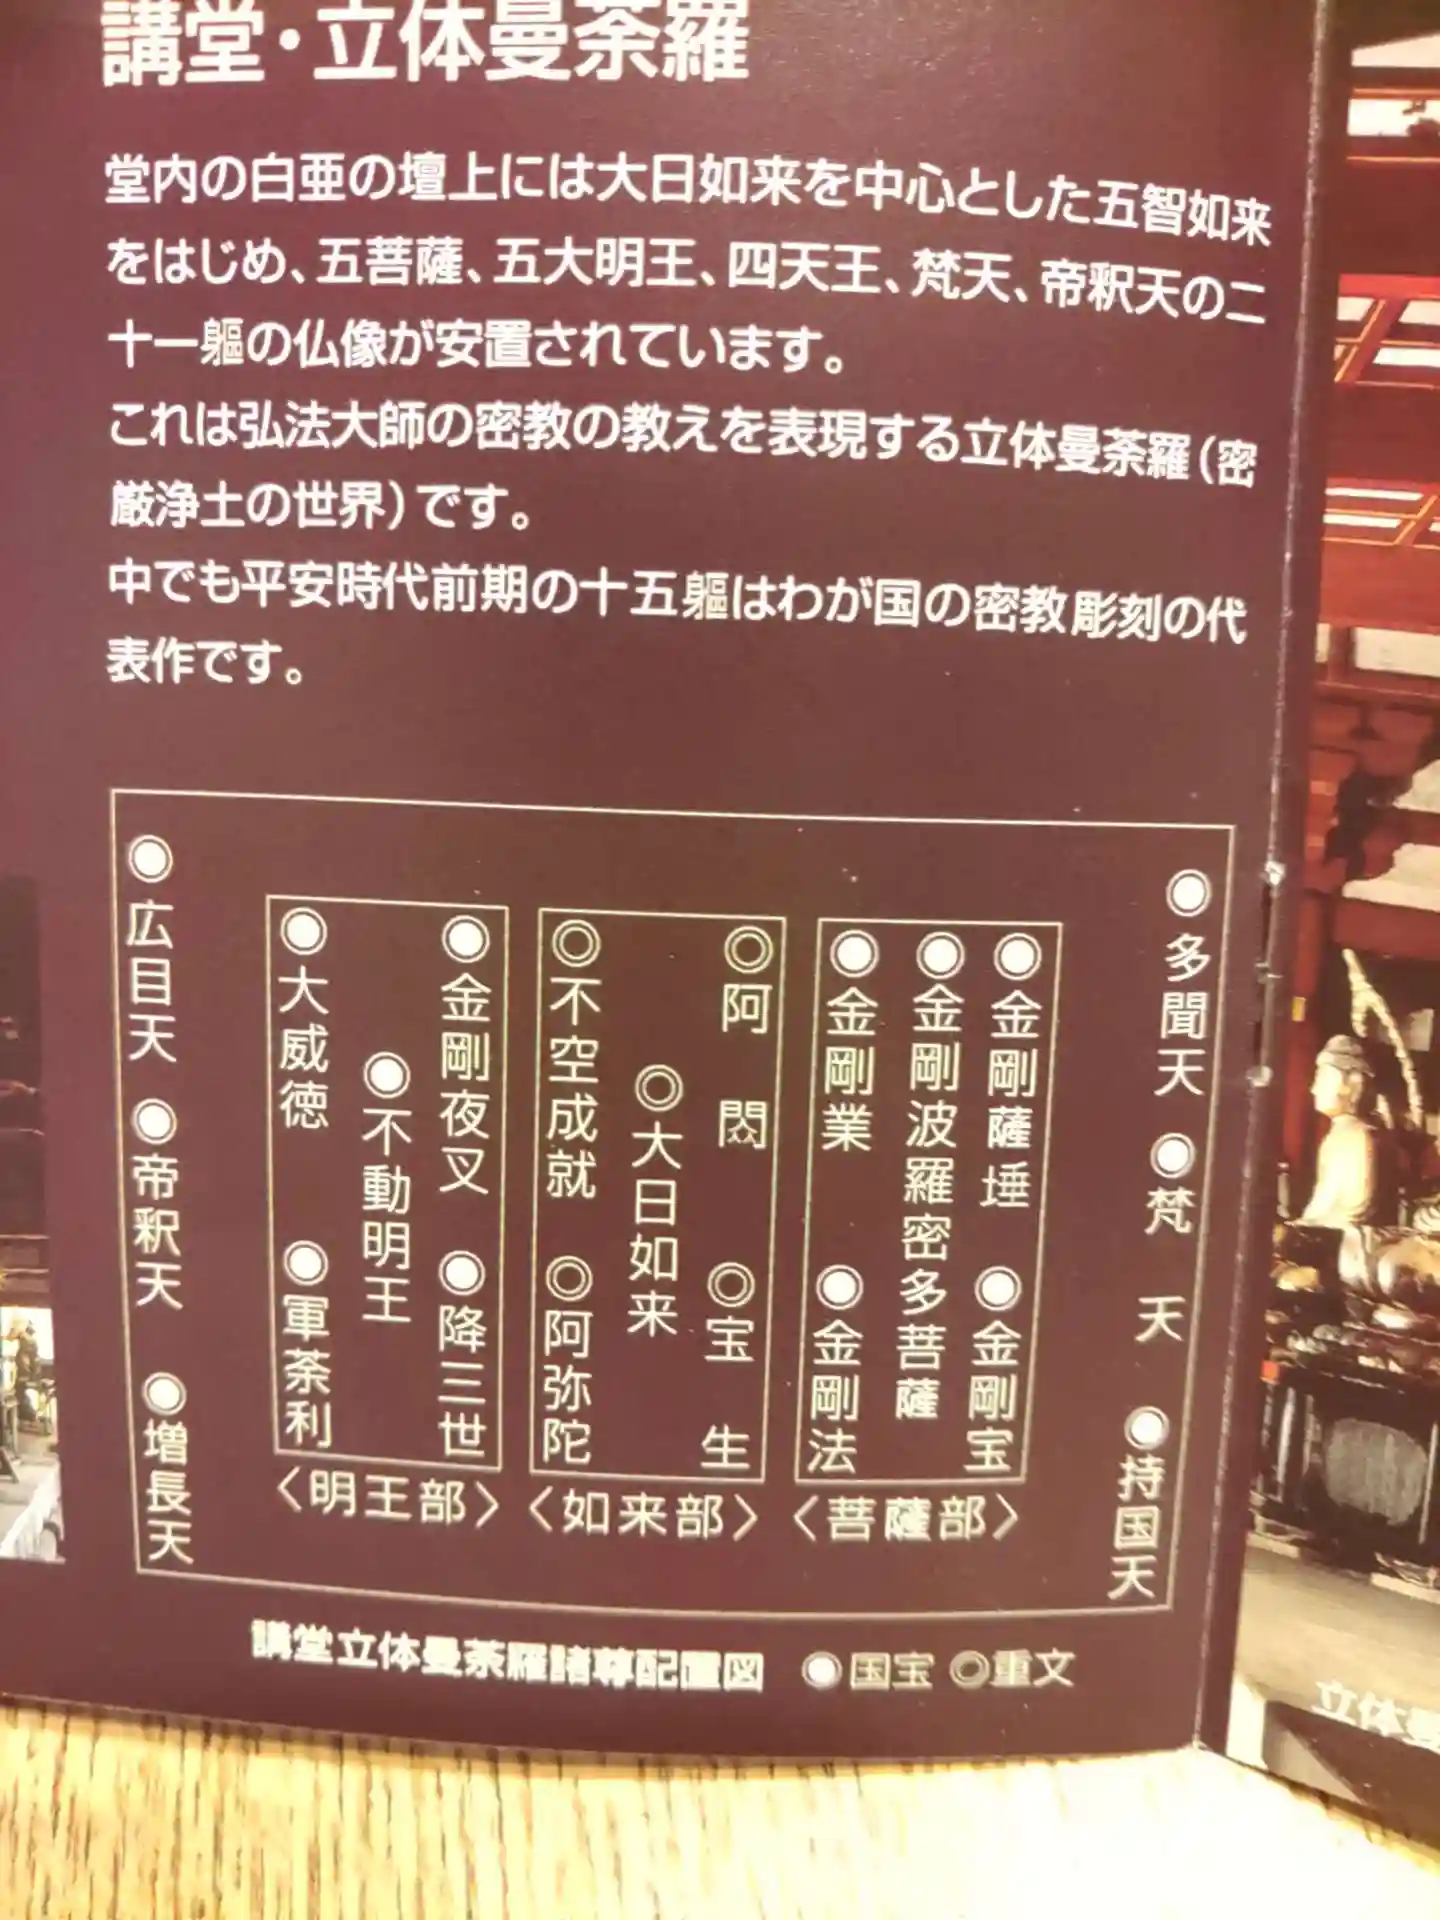 講堂・立体曼荼羅
堂内の白亜の壇上には大日如来を中心とした五智如来
をはじめ、五菩薩、五大明王、四天王、梵天、帝釈天の二
十一軀の仏像が安置されています。
これは弘法大師の密教の教えを表現する立体曼荼羅(密
厳浄土の世界)です。
中でも平安時代前期の十五軀はわが国の密教彫刻の代
表作です。
◉多聞天
◉梵天
◉持国天
◉金剛薩埵
◉金剛宝
◉金剛波羅密多菩薩
◉金剛業
◉金剛法
〈菩薩部〉
◎阿閦
◎宝生
◎大日如来
◎不空成就
◎阿弥陀
〈如来部〉
◉金剛夜叉
◉降三世
◉不動明王
◉大威徳
◉軍荼利
〈明王部〉
◉広目天
◉帝釈天
◉増長天
講堂立体曼荼羅諸尊配置図 ◉国宝 ◎重文
立体曼